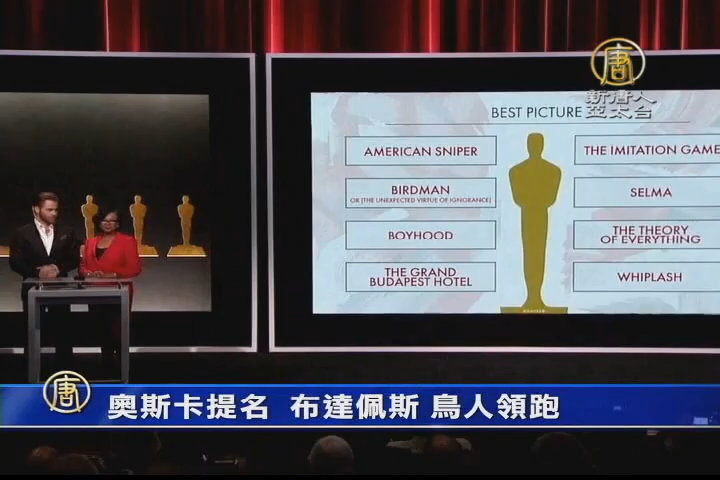 唐
新唐人
亞太台
BEST PICTURE
AMERICAN SNIPER
BIRDMAN
OR (THE UNEXPECTED VIRTUE OF IGNORANCE)
BOYHOOD
THE GRAND
BUDAPEST HOTEL
THE IMITATION GAME
SELMA
THE THEORY
OF EVERYTHING
WHIPLASH
唐
奧斯卡提名 布達佩斯 鳥人領跑